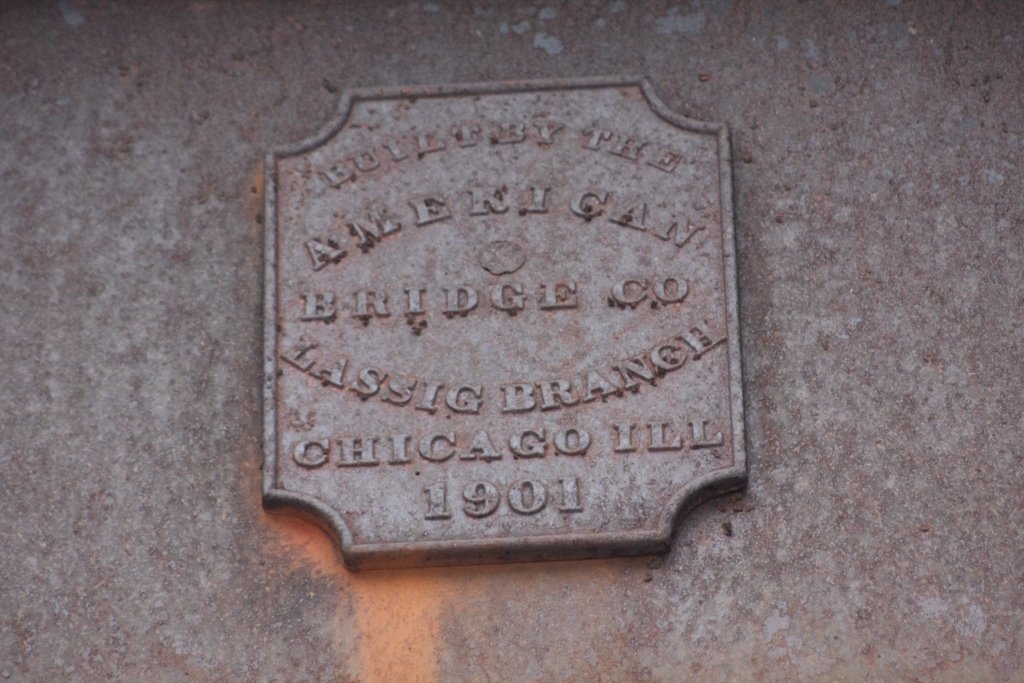 BUILT BY THE
AMERICAN
BRIDGE CO
LASSIG BRANCH
CHICAGO ILL
1901